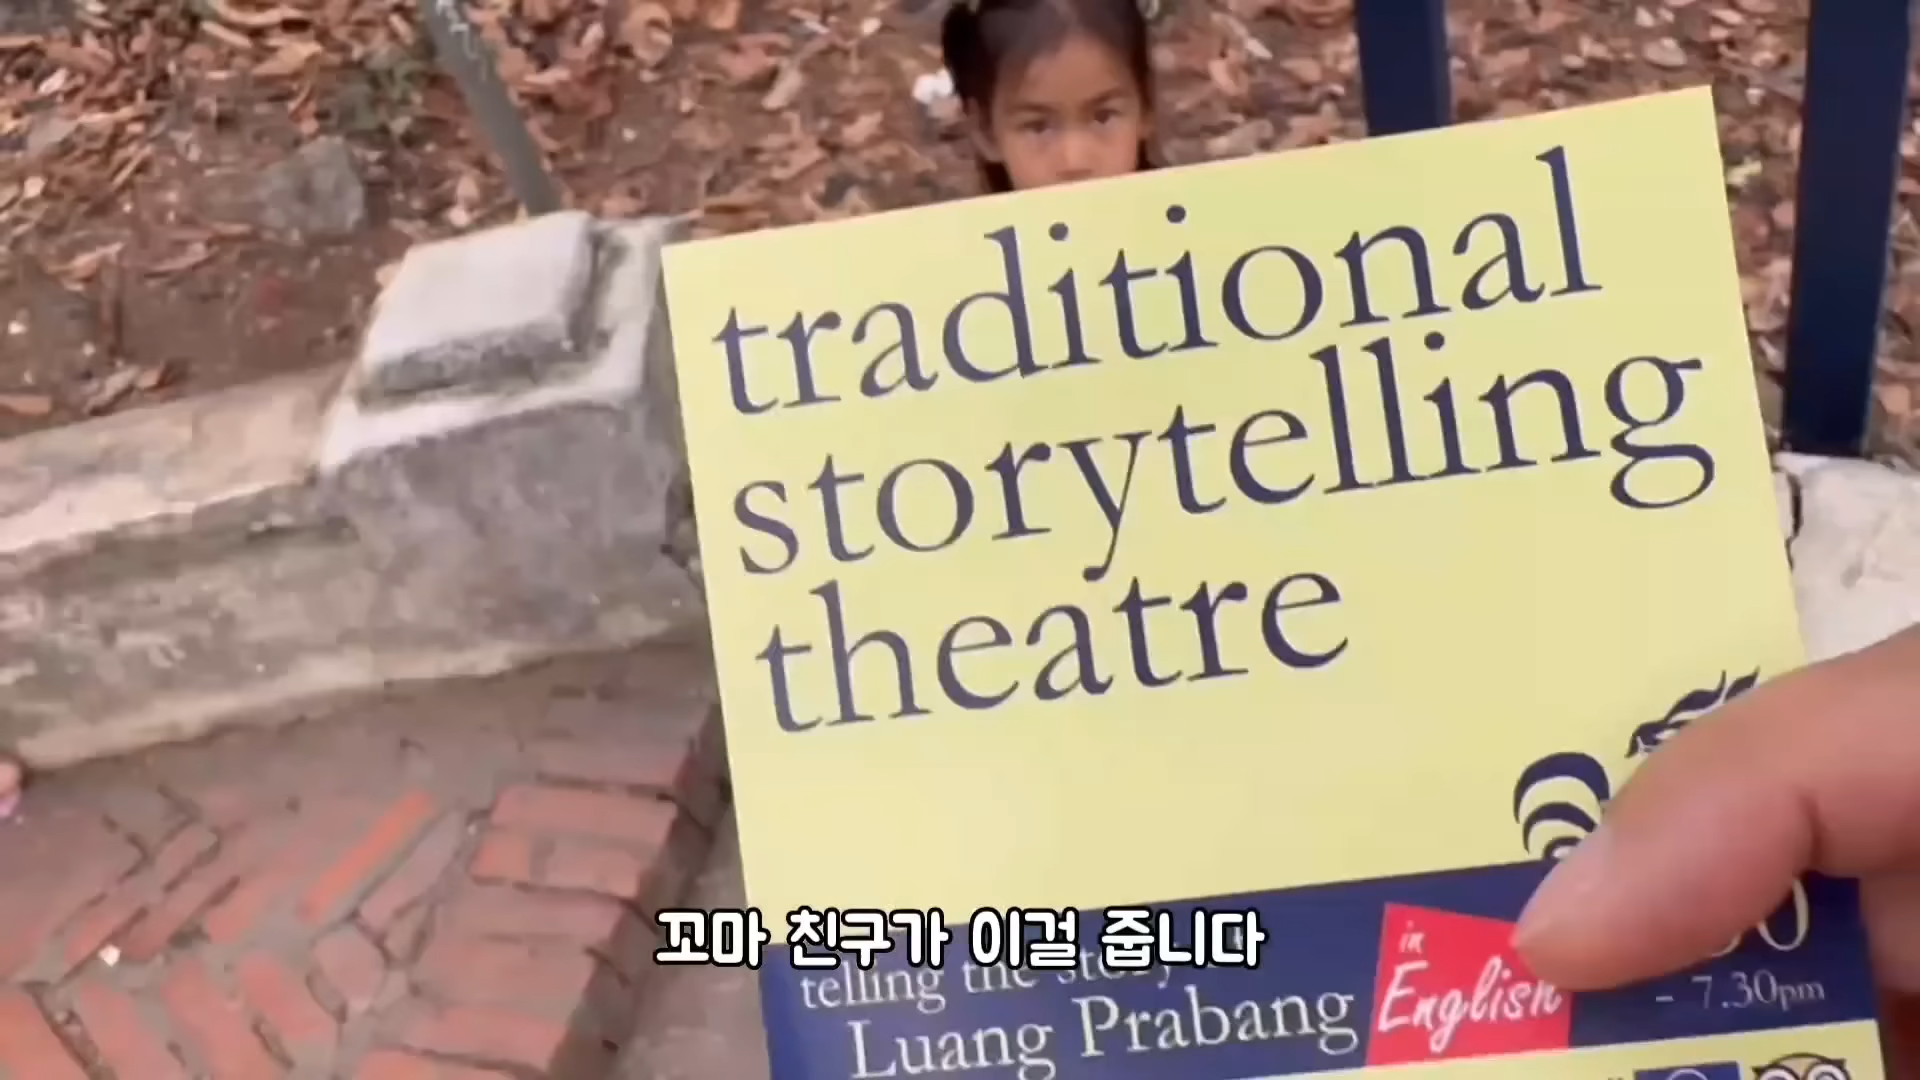 traditional
storytelling
theatre
꼬마 친구가 이걸 줍니다
telling the story
Luang Prabang
in
English
- 7.30pm